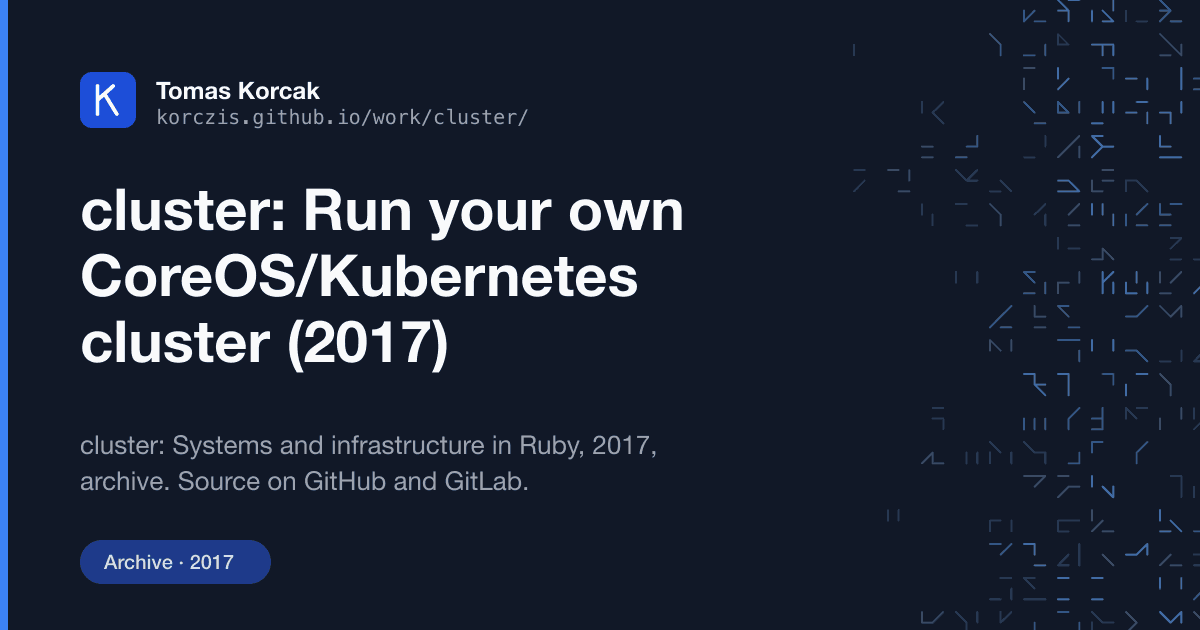 K
Tomas Korcak
korczis.github.io/work/cluster/
cluster: Run your own
CoreOS/Kubernetes
cluster (2017)
cluster: Systems and infrastructure in Ruby, 2017,
archive. Source on GitHub and GitLab.
Archive · 2017